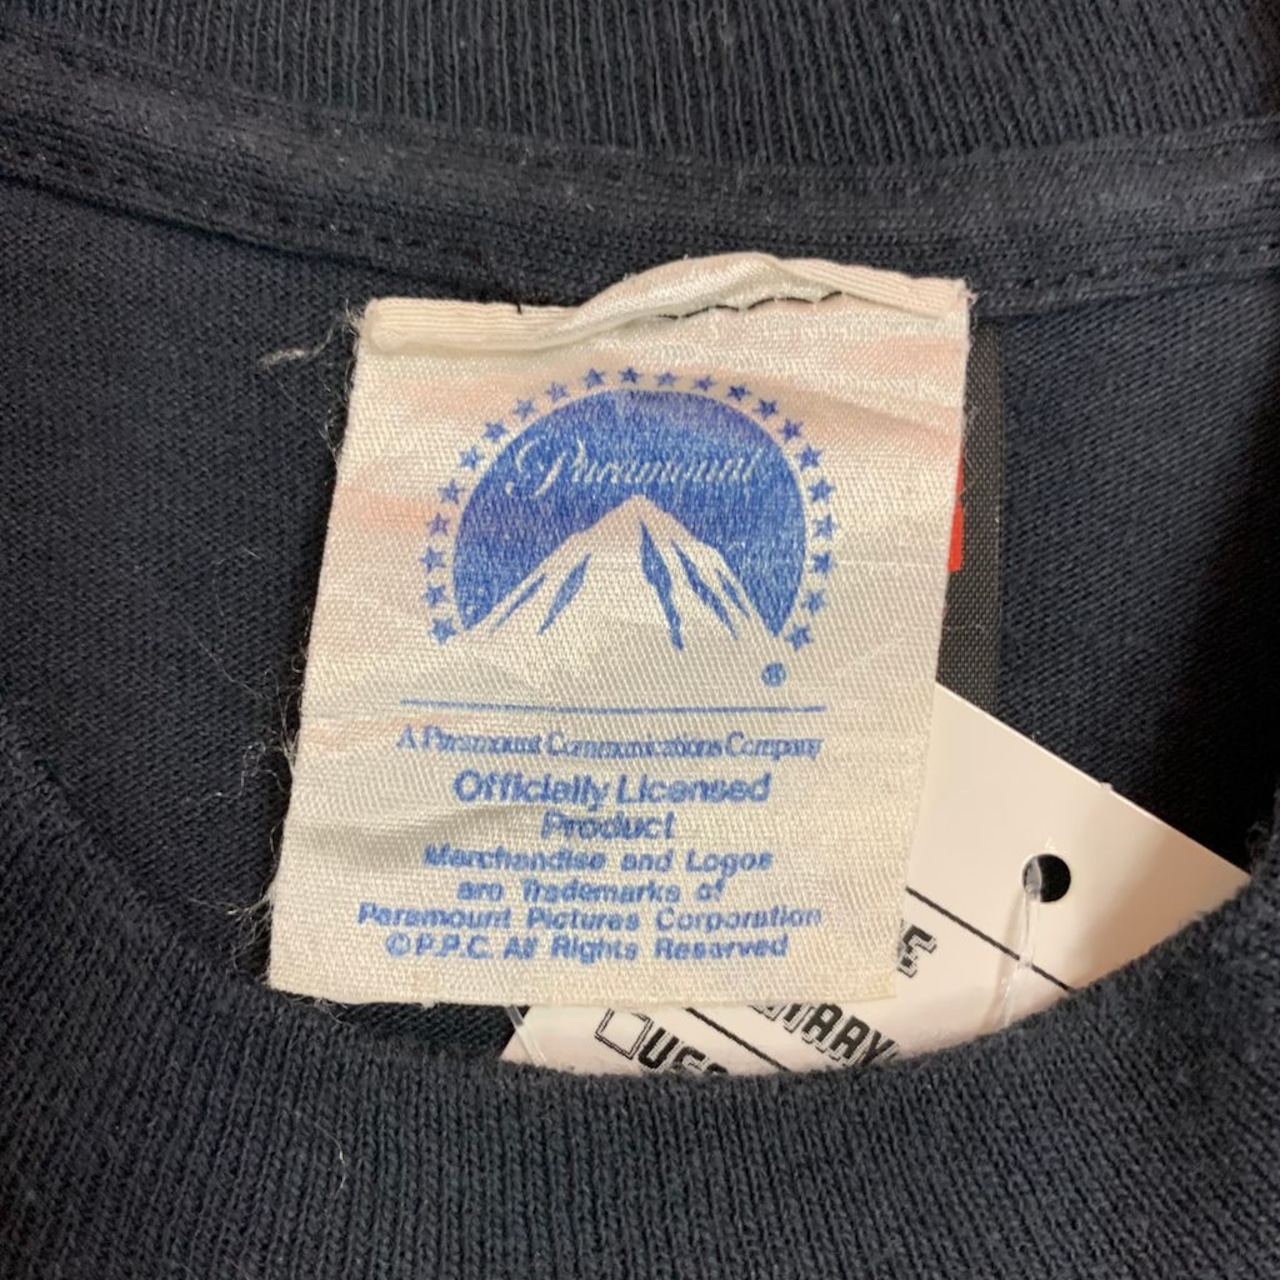 Paramount
®
A Paramount Communications Company
Officially Licensed
Product
Merchandise and Logos
are Trademarks of
Paramount Pictures Corporation
© P.P.C. All Rights Reserved